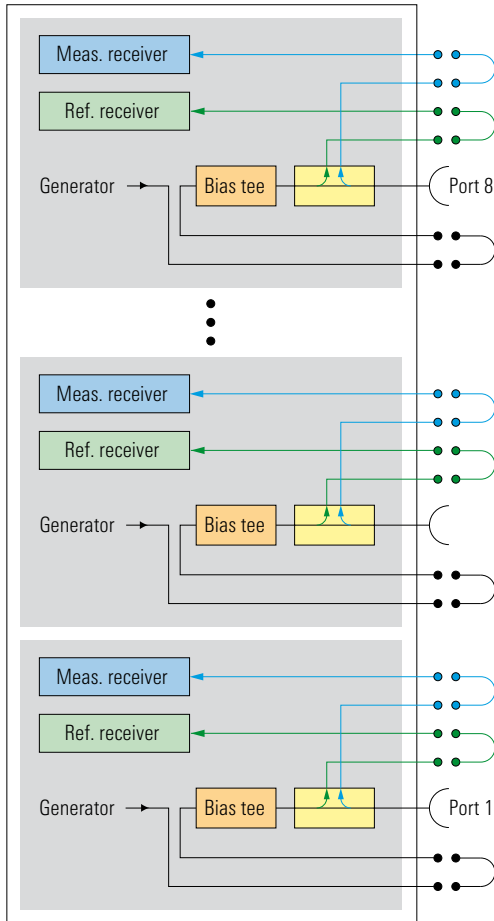 Meas. receiver
Ref. receiver
Generator
Bias tee
Port 8
Meas. receiver
Ref. receiver
Generator
Bias tee
Meas. receiver
Ref. receiver
Generator
Bias tee
Port 1